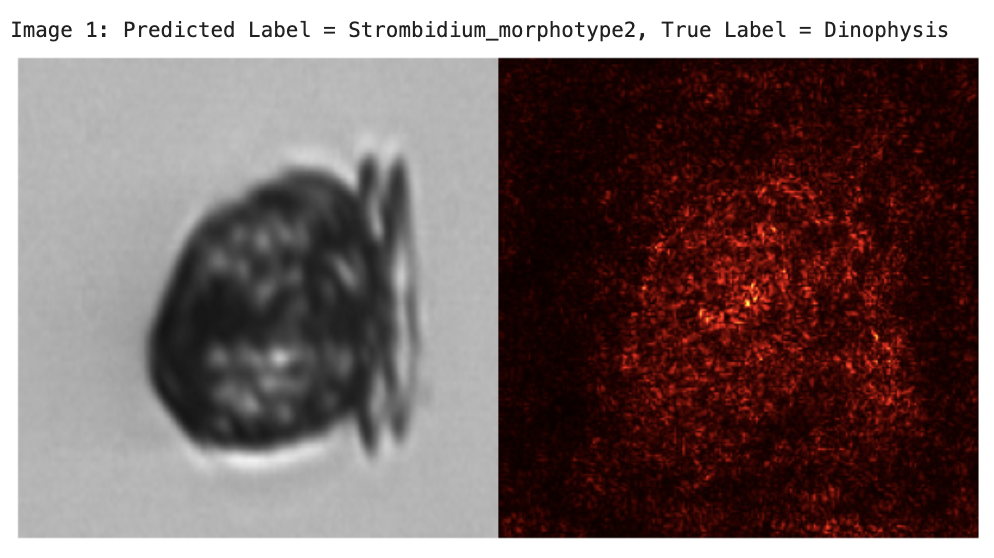 Image 1: Predicted Label = Strombidium_morphotype2, True Label = Dinophysis